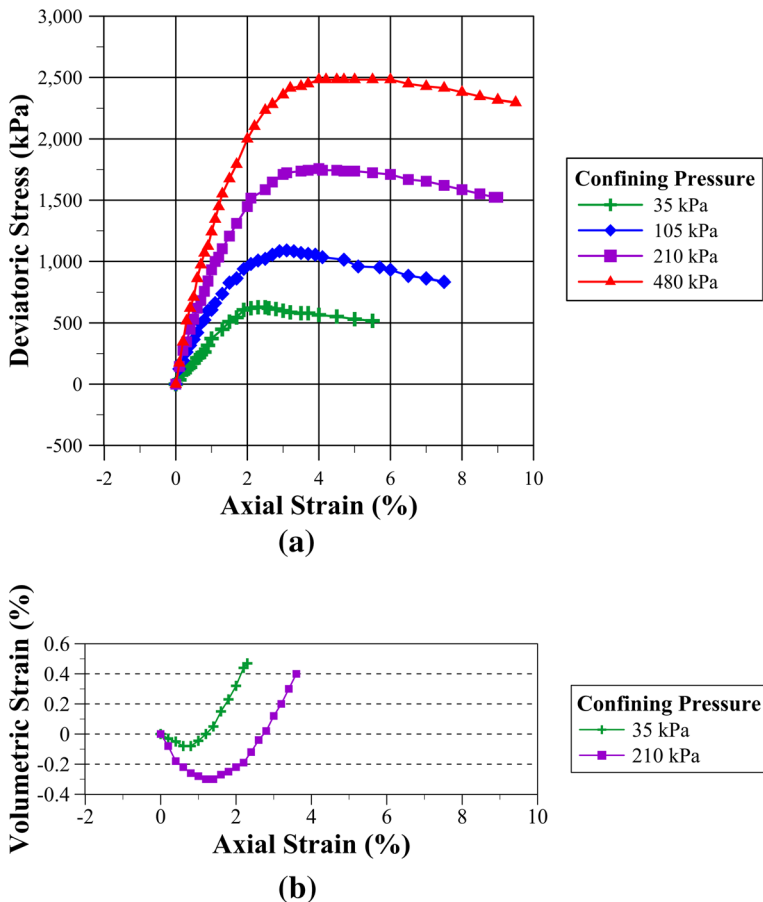 3,000
2,500
2,000
1,500
1,000
500
0
-500
Deviatoric Stress (kPa)
-2 0 2 4 6 8 10
Axial Strain (%)
(a)
Confining Pressure
35 kPa
105 kPa
210 kPa
480 kPa
0.6
0.4
0.2
0
-0.2
-0.4
Volumetric Strain (%)
-2 0 2 4 6 8 10
Axial Strain (%)
(b)
Confining Pressure
35 kPa
210 kPa